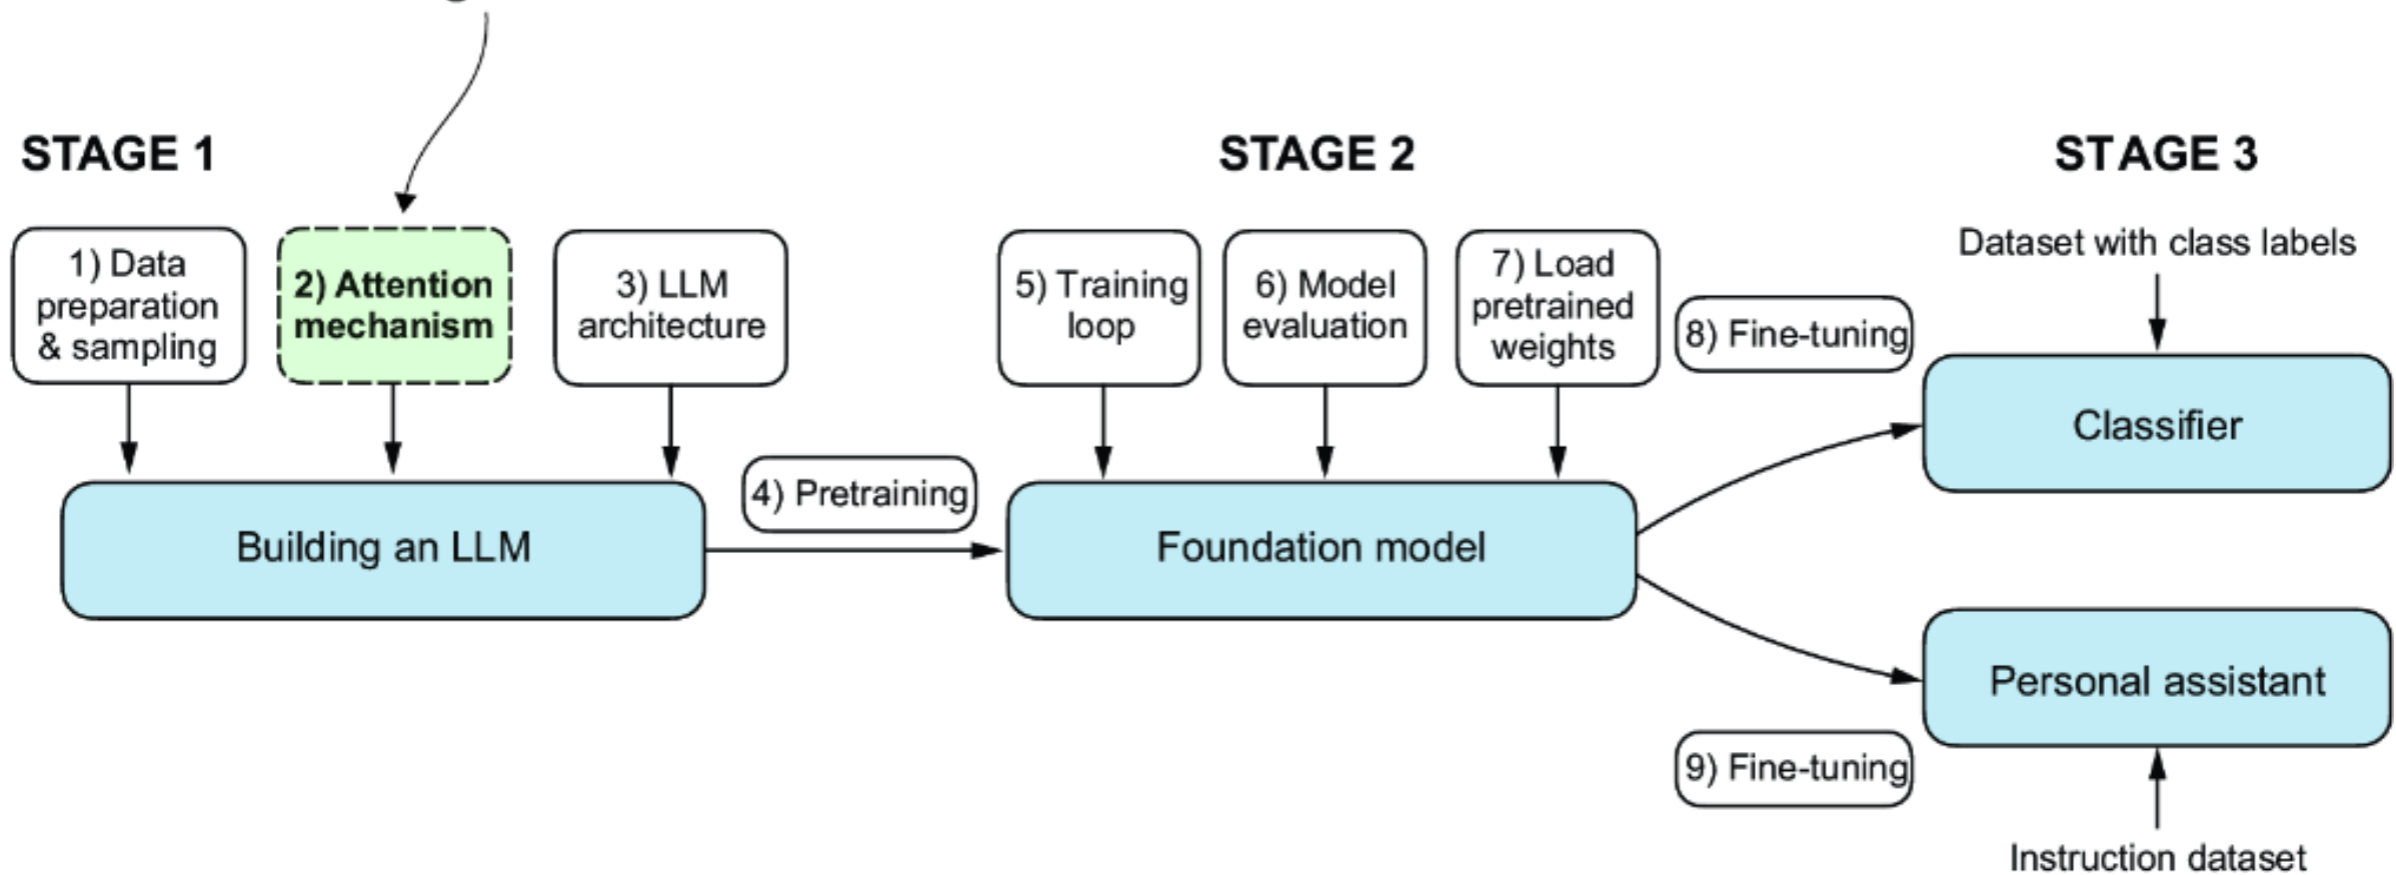 STAGE 1
STAGE 2
STAGE 3
1) Data
preparation
& sampling
2) Attention
mechanism
3) LLM
architecture
4) Pretraining
Building an LLM
5) Training
loop
6) Model
evaluation
7) Load
pretrained
weights
Foundation model
8) Fine-tuning
Dataset with class labels
Classifier
Personal assistant
9) Fine-tuning
Instruction dataset